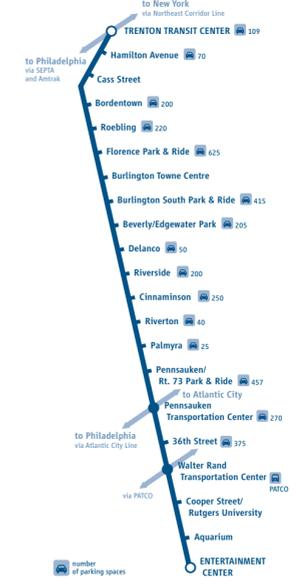 to New York
via Northeast Corridor Line
TRENTON TRANSIT CENTER 109
to Philadelphia
via SEPTA
and Amtrak
Hamilton Avenue 70
Cass Street
Bordentown 200
Roebling 220
Florence Park & Ride 625
Burlington Towne Centre
Burlington South Park & Ride 415
Beverly/Edgewater Park 205
Delanco 50
Riverside 200
Cinnaminson 250
Riverton 40
Palmyra 25
Pennsauken/
Rt. 73 Park & Ride 457
to Atlantic City
Pennsauken
Transportation Center 270
to Philadelphia
via Atlantic City Line
36th Street 375
Walter Rand
Transportation Center
PATCO
via PATCO
Cooper Street/
Rutgers University
Aquarium
ENTERTAINMENT
CENTER
number
of parking spaces